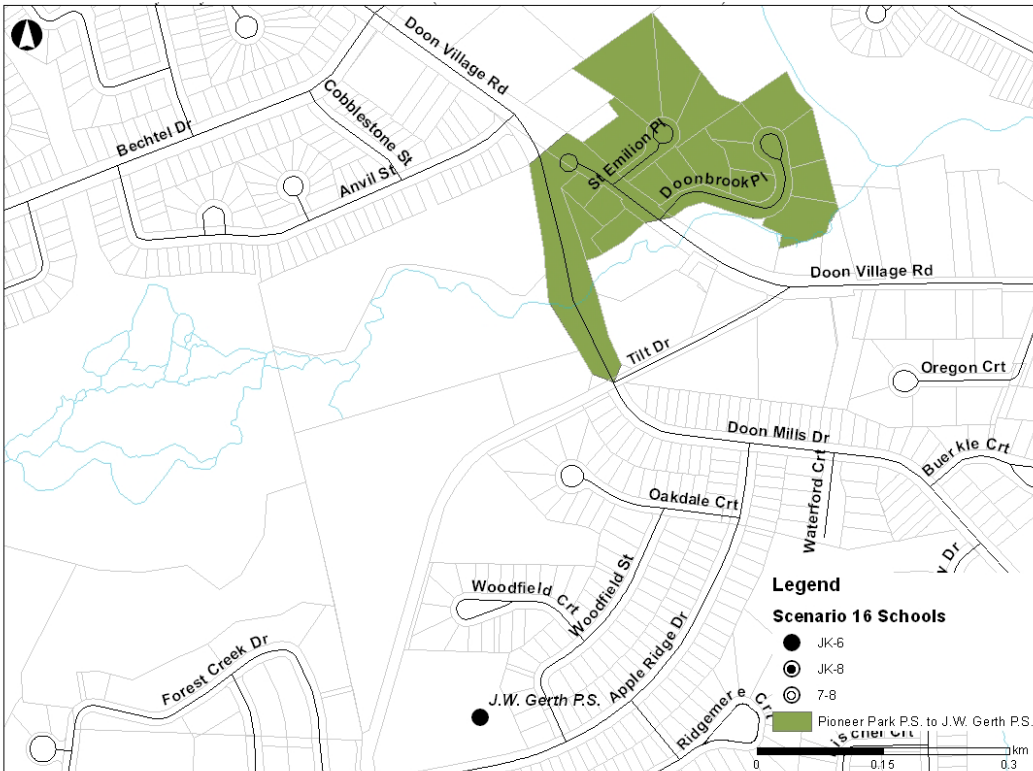 Doon Village Rd
Cobblestone St
Bechtel Dr
Anvil St
St Emilion Pl
Doonbrook Pl
Doon Village Rd
Tilt Dr
Oregon Crt
Doon Mills Dr
Buerkle Crt
Waterford Crt
Oakdale Crt
Woodfield St
Woodfield Crt
Apple Ridge Dr
Forest Creek Dr
J.W. Gerth P.S.
Ridgemere Crt
Legend
Scenario 16 Schools
JK-6
JK-8
7-8
Pioneer Park P.S. to J.W. Gerth P.S.
km
0 0.15 0.3